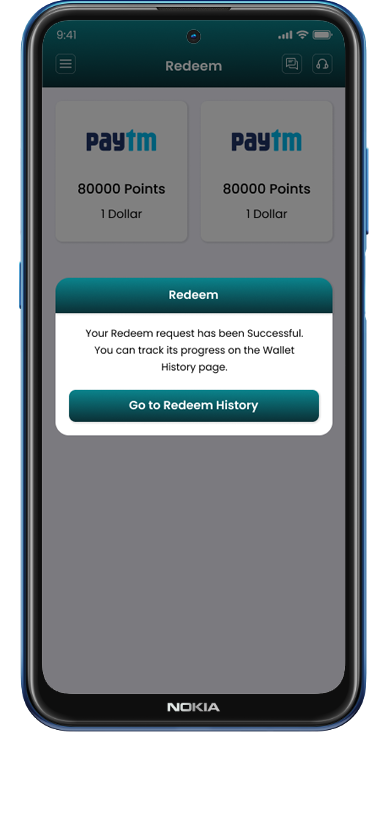 9:41
Redeem
paytm paytm
80000 Points 80000 Points
1 Dollar 1 Dollar
Redeem
Your Redeem request has been Successful.
You can track its progress on the Wallet
History page.
Go to Redeem History
NOKIA